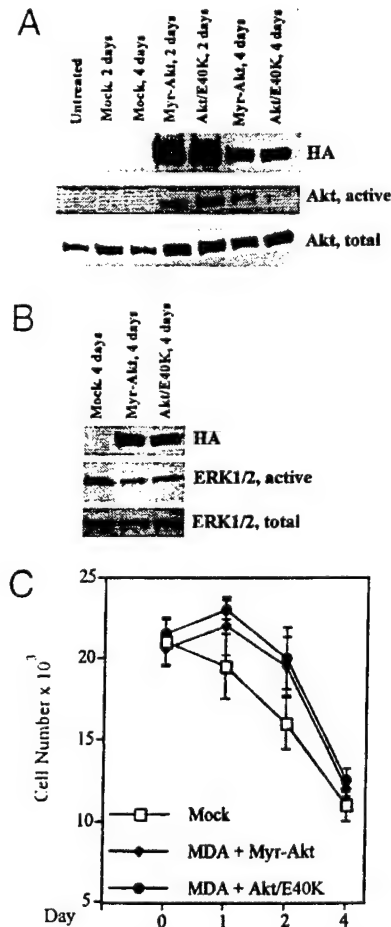 A
Untreated
Mock, 2 days
Mock, 4 days
Myr-Akt, 2 days
Akt/E40K, 2 days
Myr-Akt, 4 days
Akt/E40K, 4 days
HA
Akt, active
Akt, total
B
Mock, 4 days
Myr-Akt, 4 days
Akt/E40K, 4 days
HA
ERK1/2, active
ERK1/2, total
C
25
20
15
10
5
Cell Number x 10³
Mock
MDA + Myr-Akt
MDA + Akt/E40K
Day 0 1 2 4